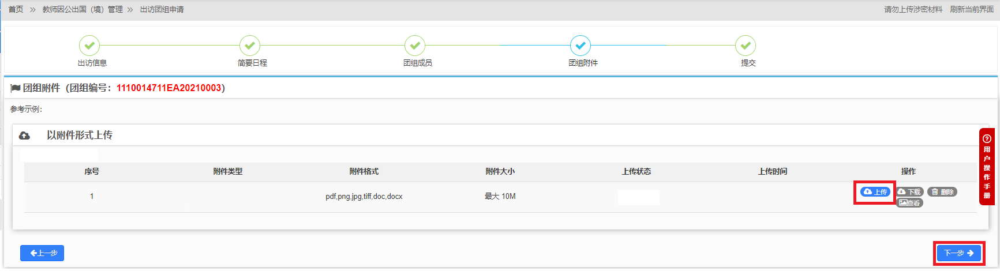 首页 >> 教师因公出国（境）管理 >> 出访团组申请
请勿上传涉密材料 刷新当前界面
出访信息 简要日程 团组成员 团组附件 提交
团组附件（团组编号：1110014711EA20210003）
参考示例：
以附件形式上传
序号 附件类型 附件格式 附件大小 上传状态 上传时间 操作
1 pdf,png,jpg,tiff,doc,docx 最大 10M 上传 下载 删除
查看
上一步 下一步
用户操作手册